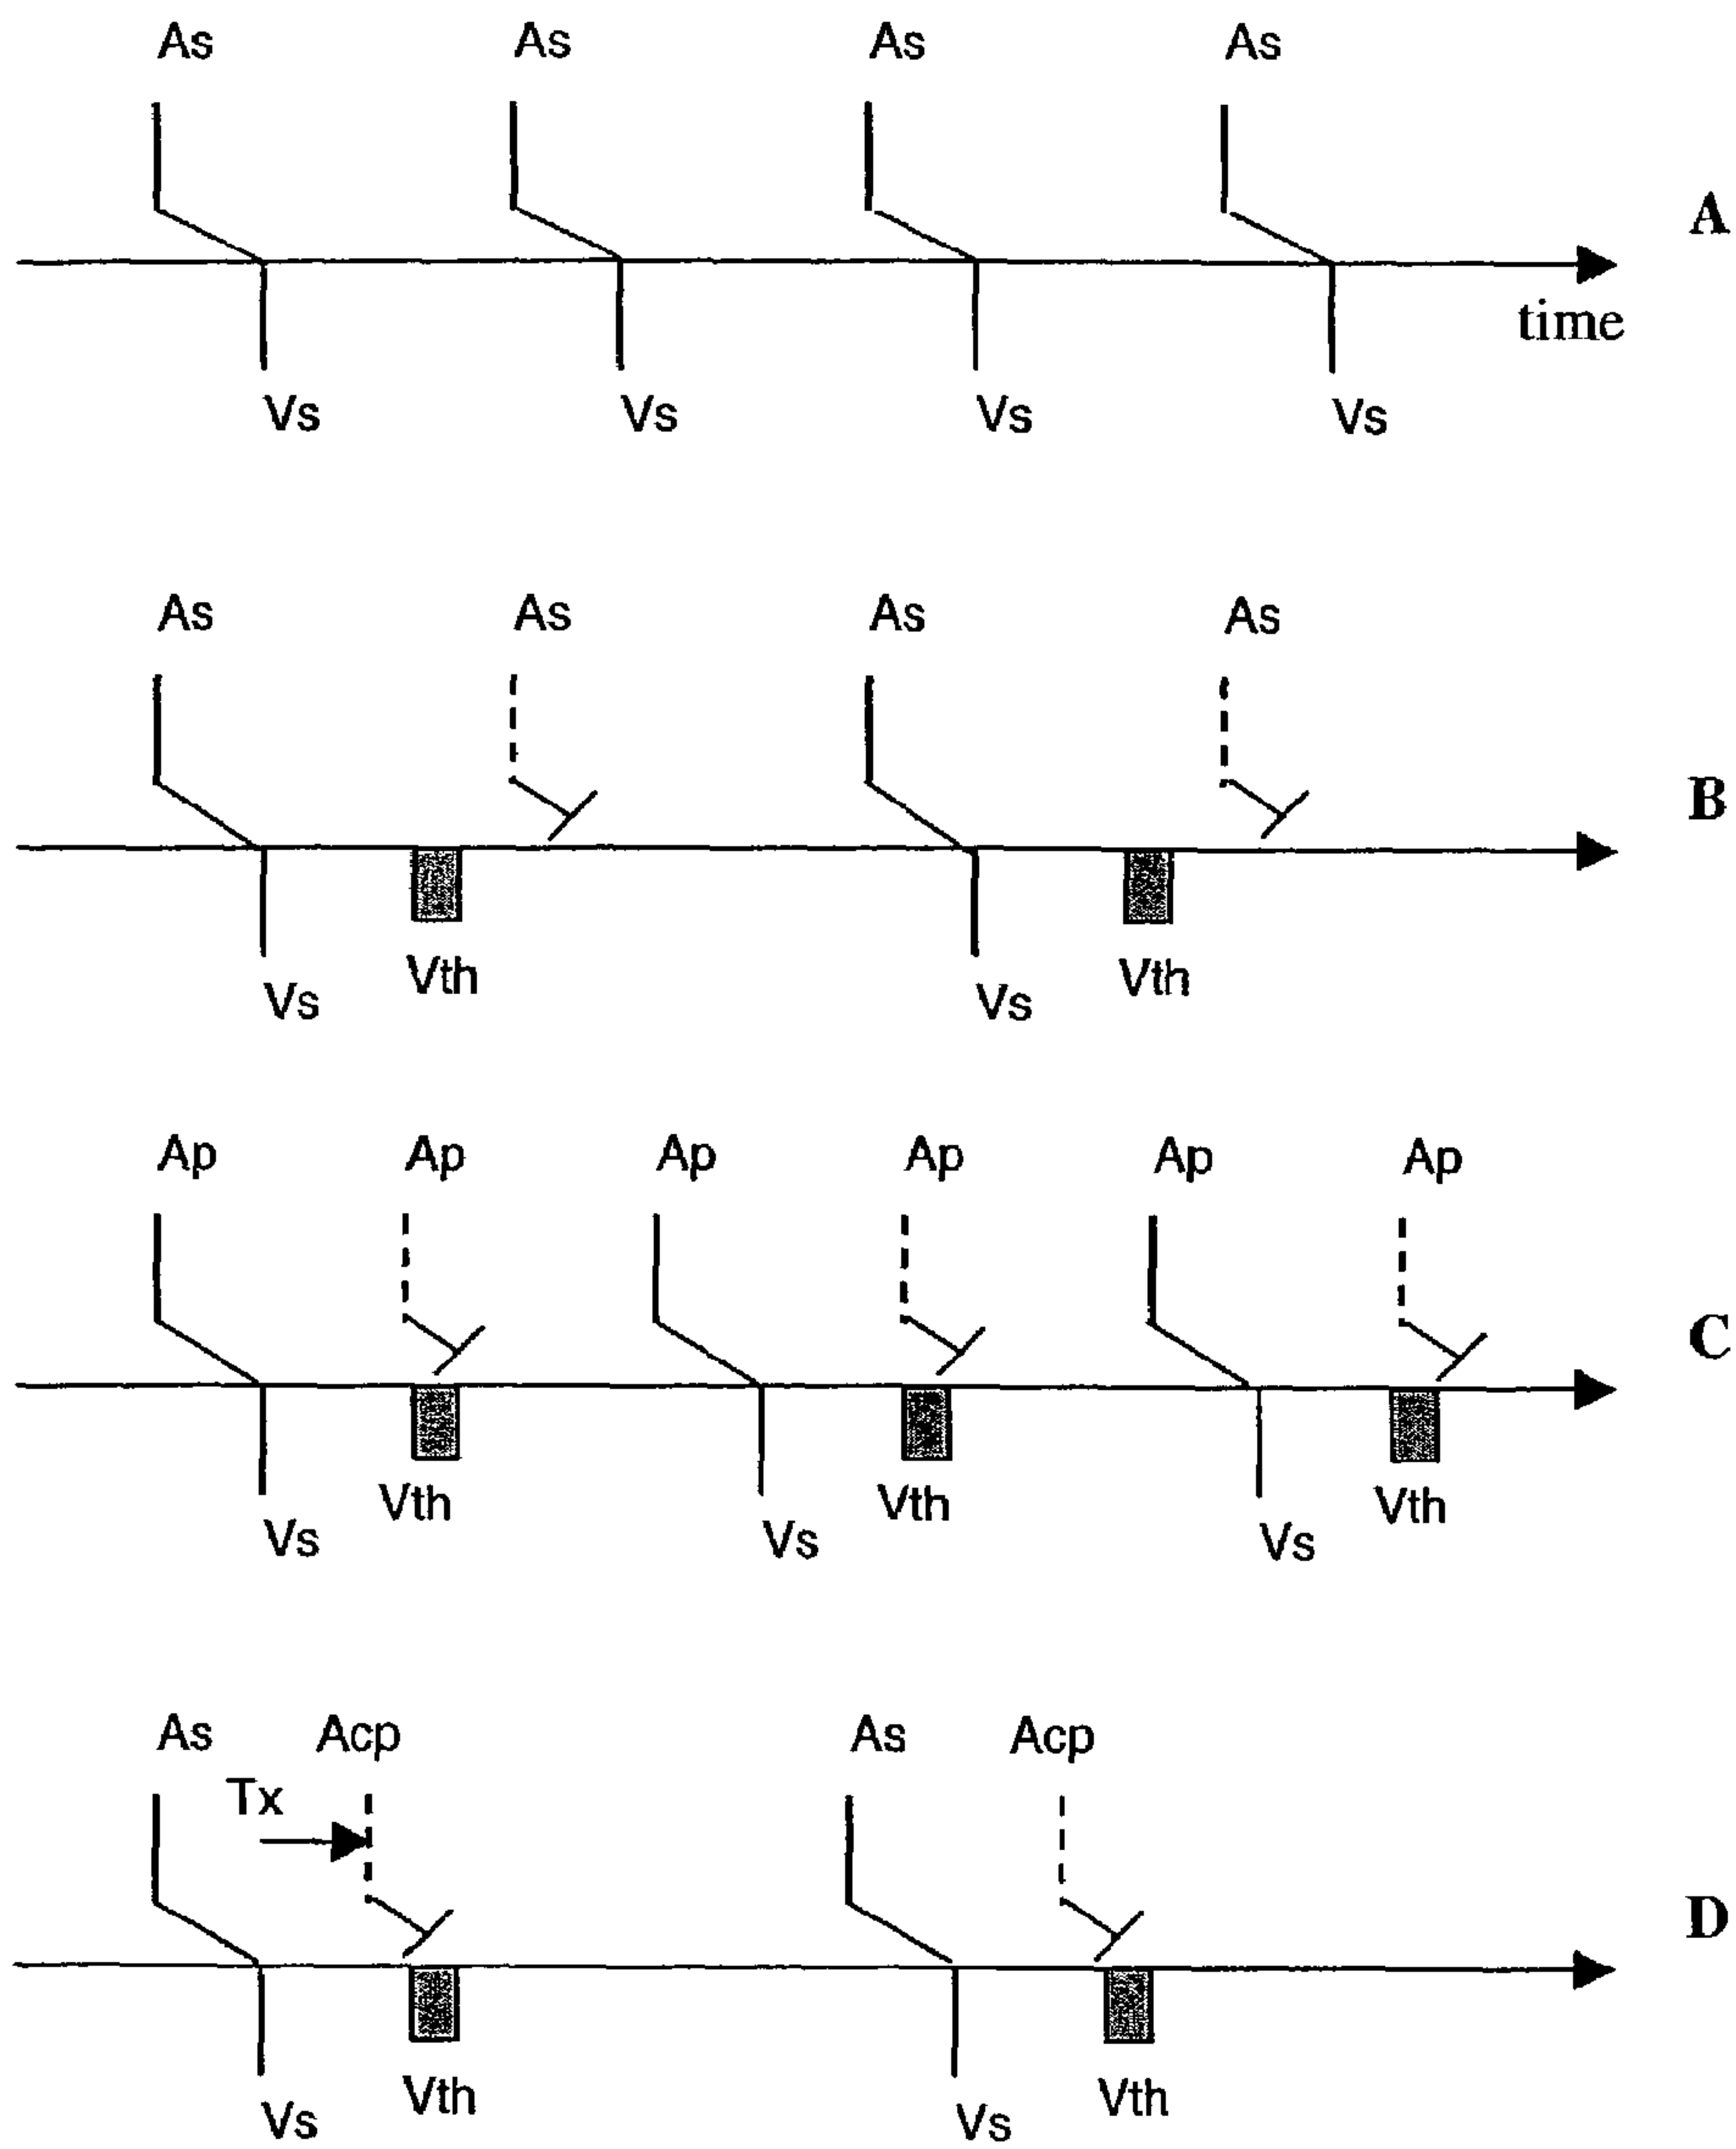 As As As As
A
time
Vs Vs Vs Vs
As As As As
B
Vth Vth
Vs Vs
Ap Ap Ap Ap Ap Ap
C
Vth Vth Vth
Vs Vs Vs
As Acp As Acp
Tx
D
Vth Vth
Vs Vs